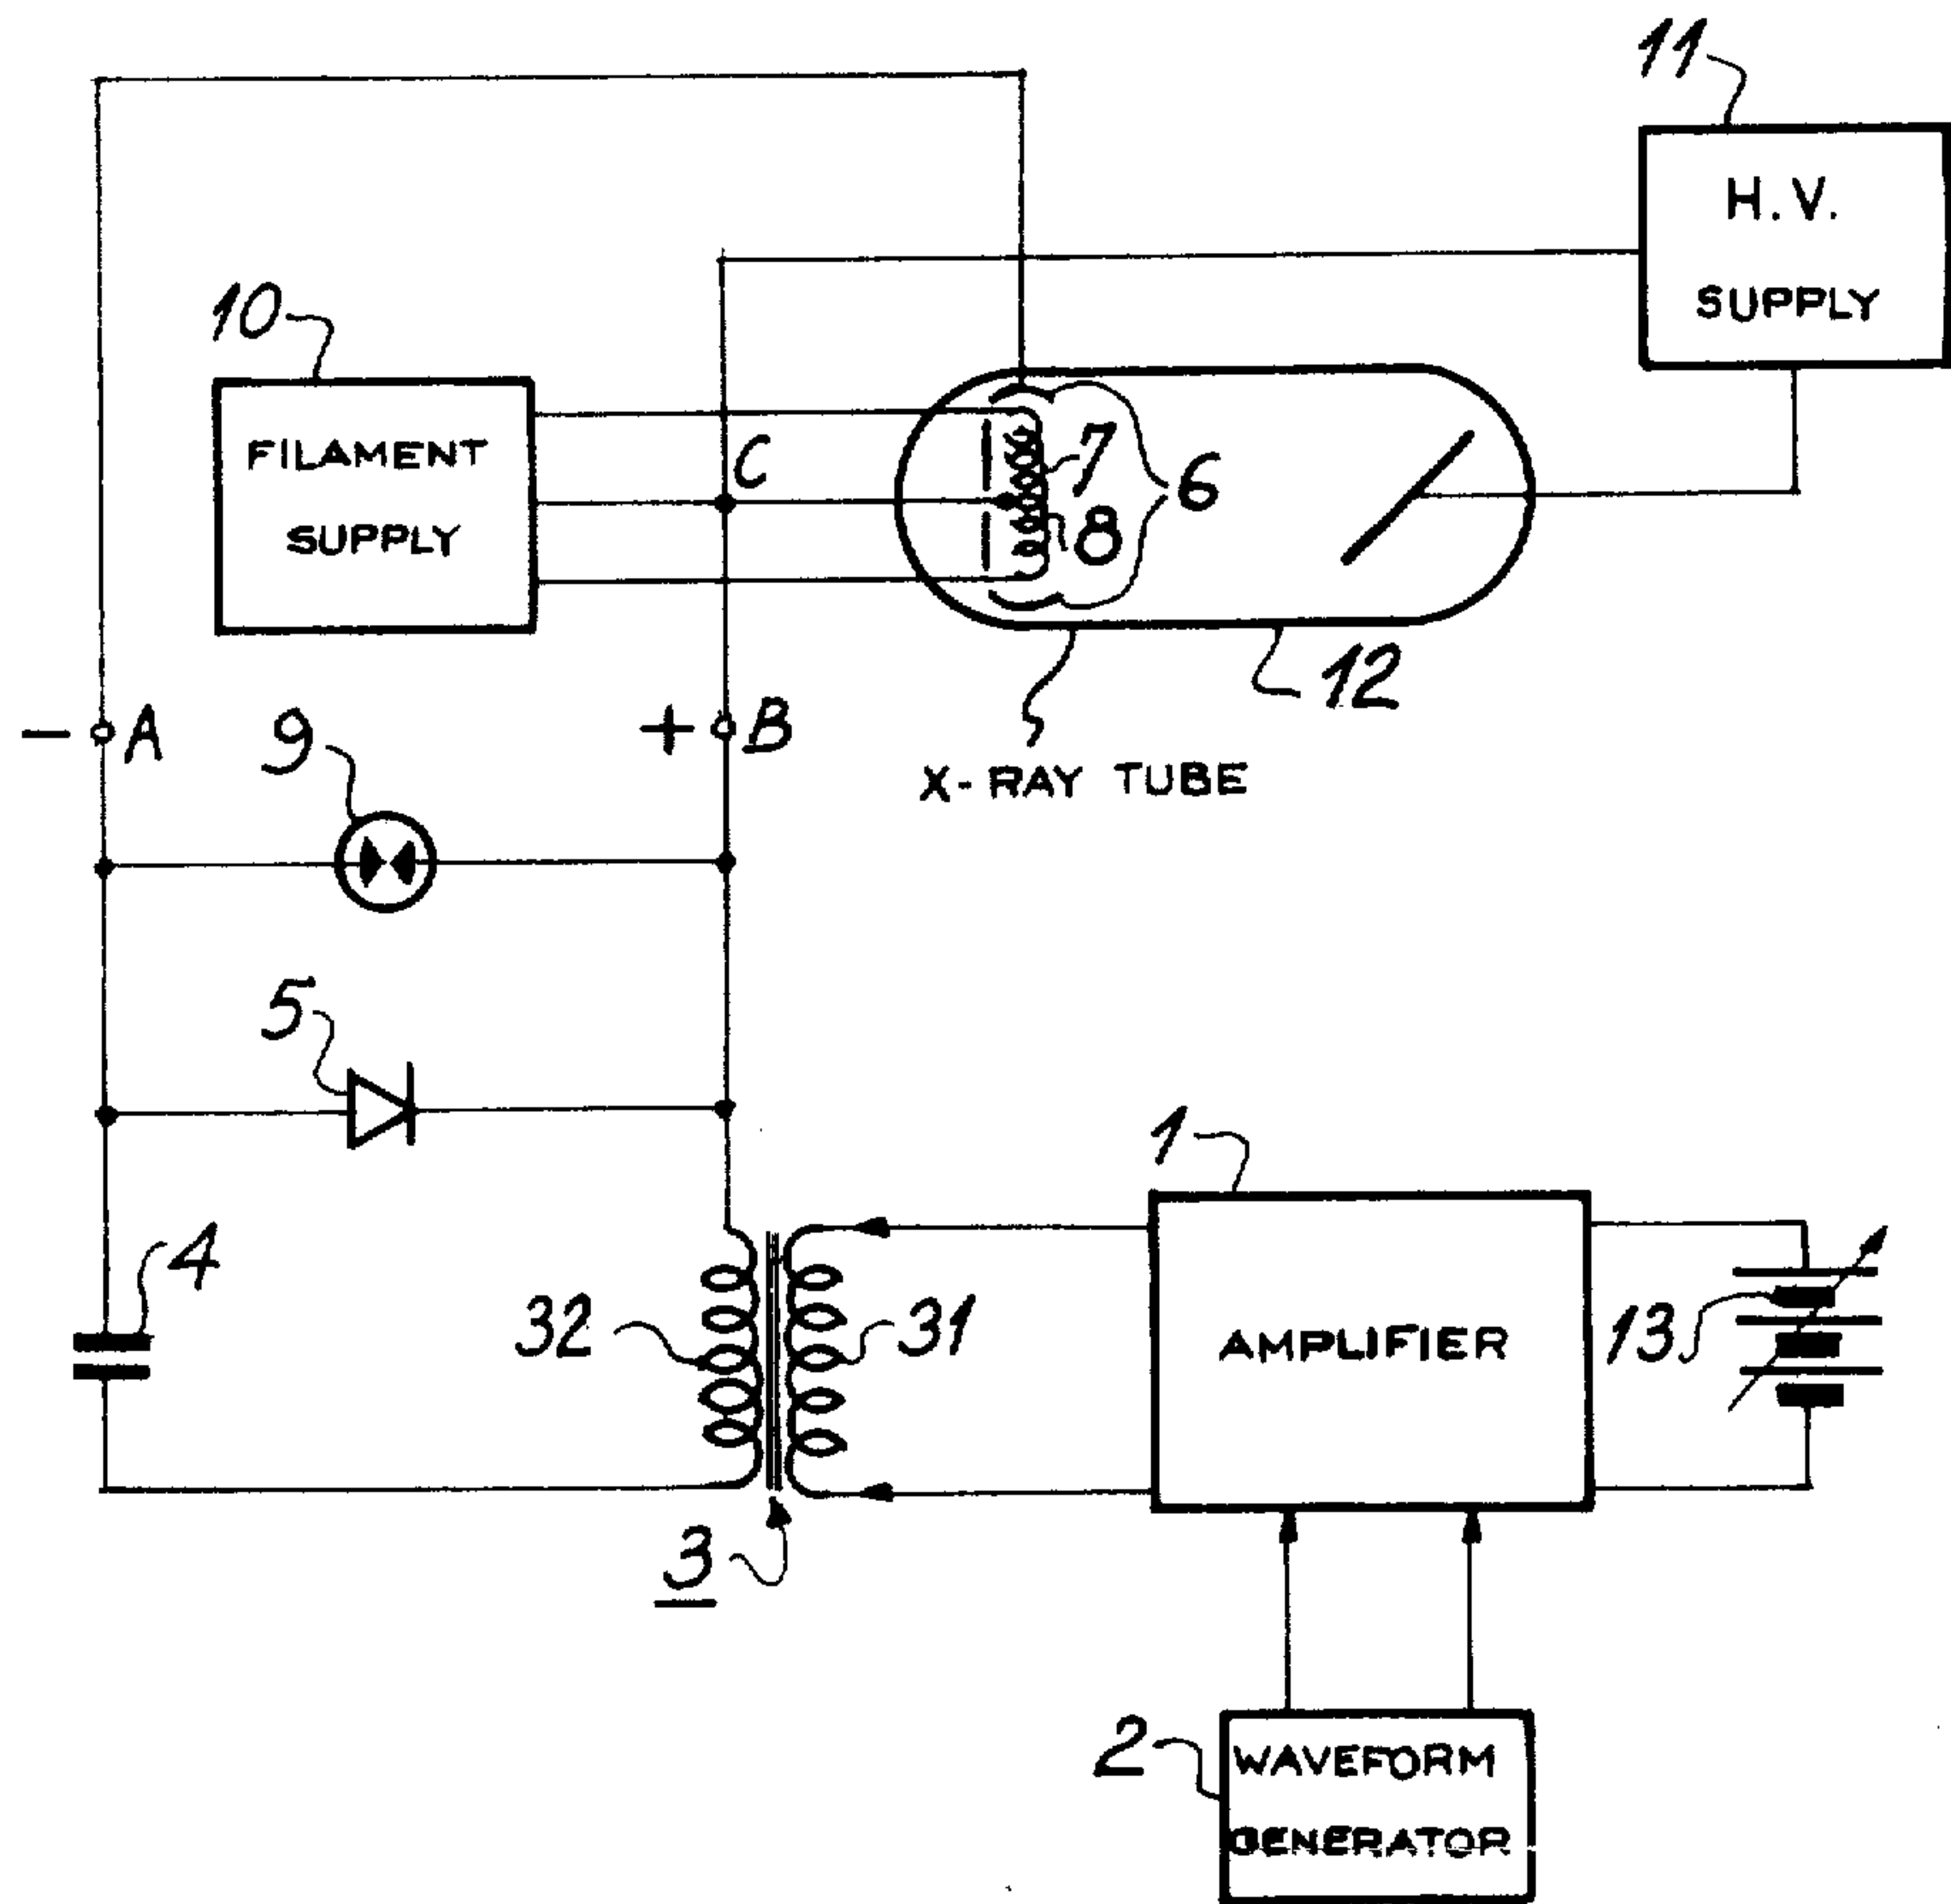 11
H.V.
SUPPLY
10
FILAMENT
SUPPLY
C
7
6
8
12
- A
+ B
X-RAY TUBE
9
5
1
4
32
31
AMPLIFIER
13
3
2
WAVEFORM
GENERATOR